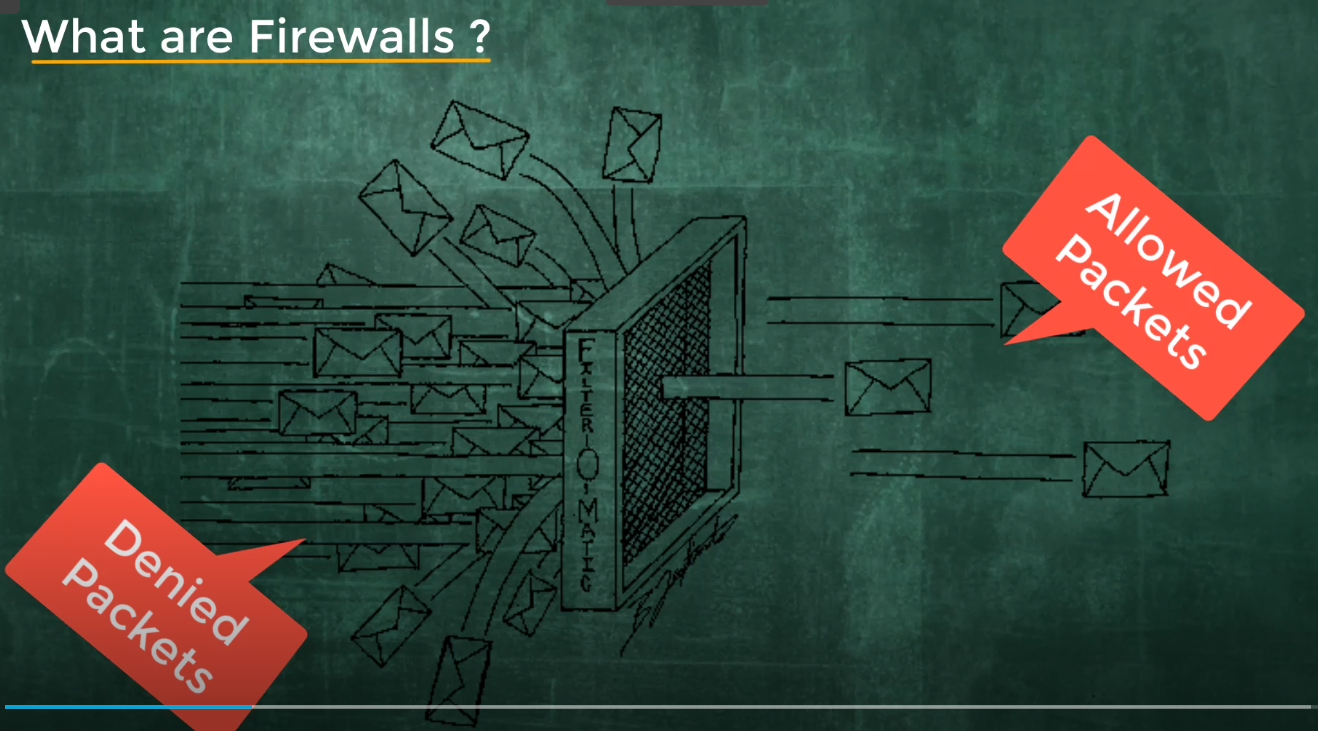 What are Firewalls ?
Allowed
Packets
FILTER-O-MATIC
Denied
Packets